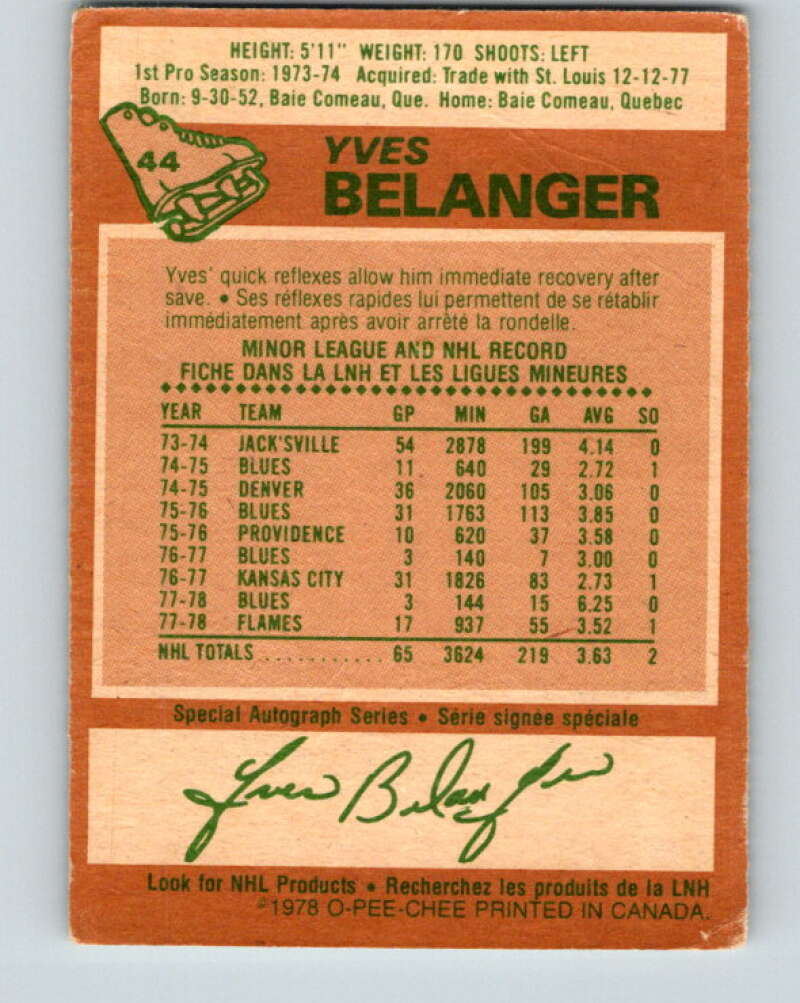 HEIGHT: 5'11" WEIGHT: 170 SHOOTS: LEFT
1st Pro Season: 1973-74 Acquired: Trade with St. Louis 12-12-77
Born: 9-30-52, Baie Comeau, Que. Home: Baie Comeau, Quebec
44
YVES
BELANGER
Yves' quick reflexes allow him immediate recovery after
save. • Ses réflexes rapides lui permettent de se rétablir
immédiatement après avoir arrêté la rondelle.
MINOR LEAGUE AND NHL RECORD
FICHE DANS LA LNH ET LES LIGUES MINEURES
YEAR TEAM GP MIN GA AVG SO
73-74 JACK'SVILLE 54 2878 199 4.14 0
74-75 BLUES 11 640 29 2.72 1
74-75 DENVER 36 2060 105 3.06 0
75-76 BLUES 31 1763 113 3.85 0
75-76 PROVIDENCE 10 620 37 3.58 0
76-77 BLUES 3 140 7 3.00 0
76-77 KANSAS CITY 31 1826 83 2.73 1
77-78 BLUES 3 144 15 6.25 0
77-78 FLAMES 17 937 55 3.52 1
NHL TOTALS ........... 65 3624 219 3.63 2
Special Autograph Series • Série signée spéciale
Yves Belanger
Look for NHL Products • Recherchez les produits de la LNH
©1978 O-PEE-CHEE PRINTED IN CANADA.